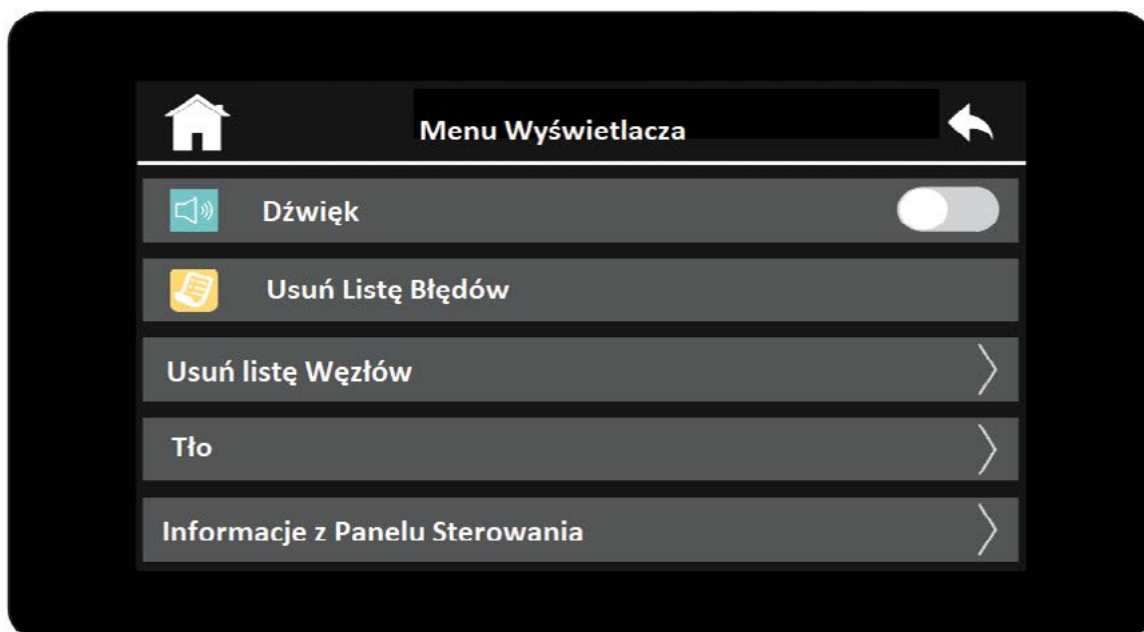 Menu Wyświetlacza
Dźwięk
Usuń Listę Błędów
Usuń listę Węzłów
Tło
Informacje z Panelu Sterowania